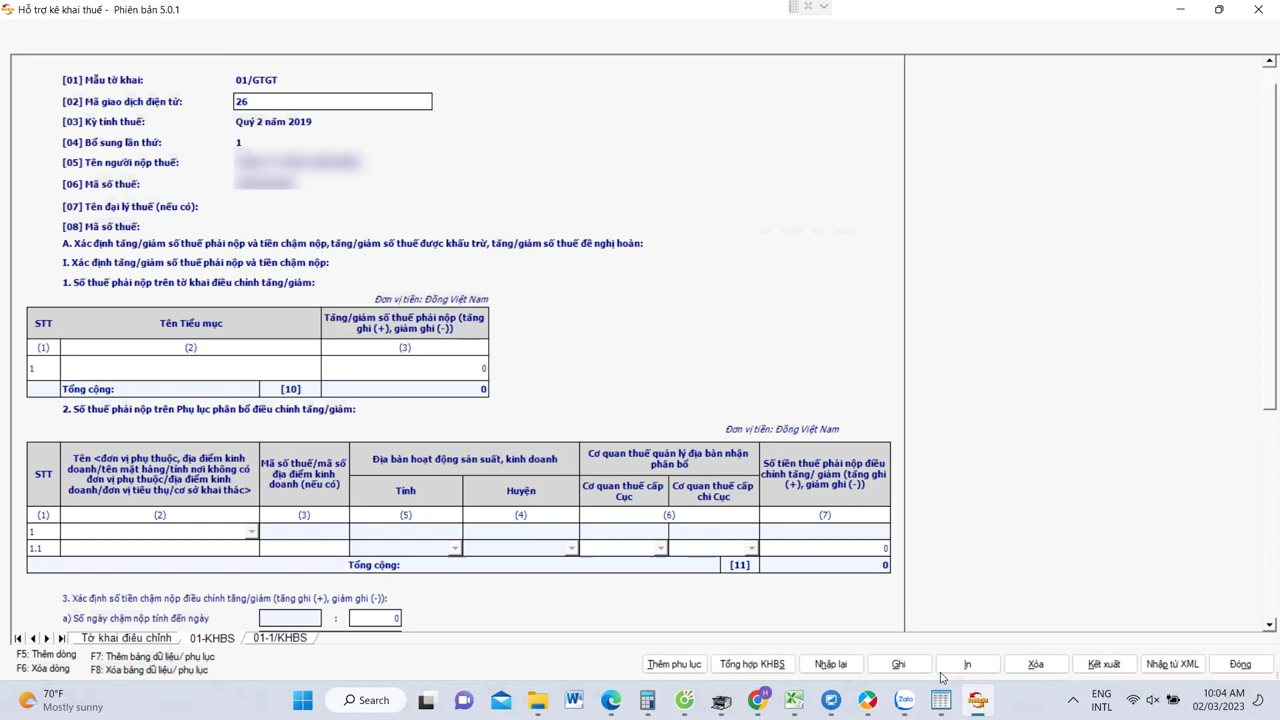 Hỗ trợ kê khai thuế - Phiên bản 5.0.1
[01] Mẫu tờ khai: 01/GTGT
[02] Mã giao dịch điện tử: 26
[03] Kỳ tính thuế: Quý 2 năm 2019
[04] Bổ sung lần thứ: 1
[05] Tên người nộp thuế:
[06] Mã số thuế:
[07] Tên đại lý thuế (nếu có):
[08] Mã số thuế:
A. Xác định tăng/giảm số thuế phải nộp và tiền chậm nộp, tăng/giảm số thuế được khấu trừ, tăng/giảm số thuế đề nghị hoàn:
I. Xác định tăng/giảm số thuế phải nộp và tiền chậm nộp:
1. Số thuế phải nộp trên tờ khai điều chỉnh tăng/giảm:
Đơn vị tiền: Đồng Việt Nam
STT Tên Tiểu mục Tăng/giảm số thuế phải nộp (tăng
ghi (+), giảm ghi (-))
(1) (2) (3)
1 0
Tổng cộng: [10] 0
2. Số thuế phải nộp trên Phụ lục phân bổ điều chỉnh tăng/giảm:
Đơn vị tiền: Đồng Việt Nam
STT
Tên <đơn vị phụ thuộc, địa điểm kinh
doanh/tên mặt hàng/tỉnh nơi không có
đơn vị phụ thuộc/địa điểm kinh
doanh/đơn vị tiêu thụ/cơ sở khai thác>
Mã số thuế/mã số
địa điểm kinh
doanh (nếu có)
Địa bàn hoạt động sản suất, kinh doanh
Tỉnh Huyện
Cơ quan thuế quản lý địa bàn nhận
phân bổ
Cơ quan thuế cấp
Cục
Cơ quan thuế cấp
chi Cục
Số tiền thuế phải nộp điều
chỉnh tăng/ giảm (tăng ghi
(+), giảm ghi (-))
(1) (2) (3) (5) (4) (6) (7)
1
1.1 0
Tổng cộng: [11] 0
3. Xác định số tiền chậm nộp điều chỉnh tăng/giảm (tăng ghi (+), giảm ghi (-)):
a) Số ngày chậm nộp tính đến ngày : 0
Tờ khai điều chỉnh 01-KHBS 01-1/KHBS
F5: Thêm dòng F7: Thêm bảng dữ liệu/ phụ lục
F6: Xóa dòng F8: Xóa bảng dữ liệu/ phụ lục
Thêm phụ lục Tổng hợp KHBS Nhập lại Ghi In Xóa Kết xuất Nhập từ XML Đóng
70°F
Mostly sunny
Search
H
Zalo
ENG
INTL
10:04 AM
02/03/2023